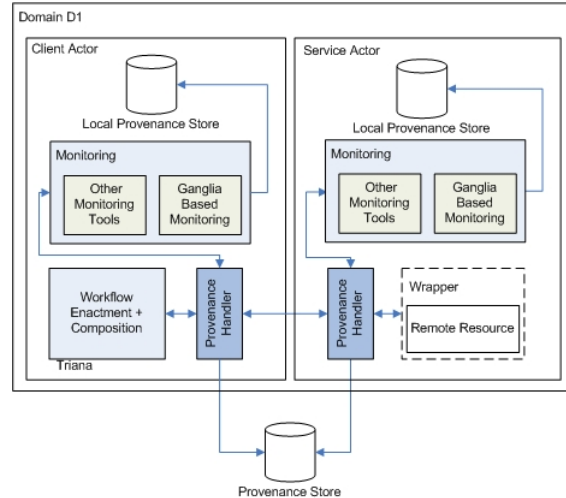 Domain D1
Client Actor
Local Provenance Store
Monitoring
Other
Monitoring
Tools
Ganglia
Based
Monitoring
Workflow
Enactment +
Composition
Triana
Provenance
Handler
Service Actor
Local Provenance Store
Monitoring
Other
Monitoring
Tools
Ganglia
Based
Monitoring
Provenance
Handler
Wrapper
Remote Resource
Provenance Store